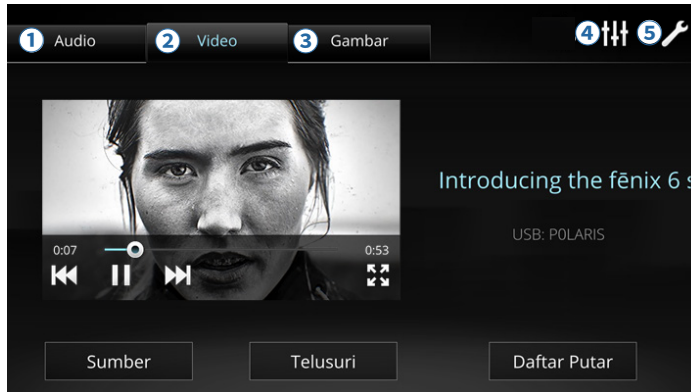 1 Audio
2 Video
3 Gambar
4
5
Introducing the fēnix 6 s
USB: P0LARIS
0:07
0:53
Sumber
Telusuri
Daftar Putar